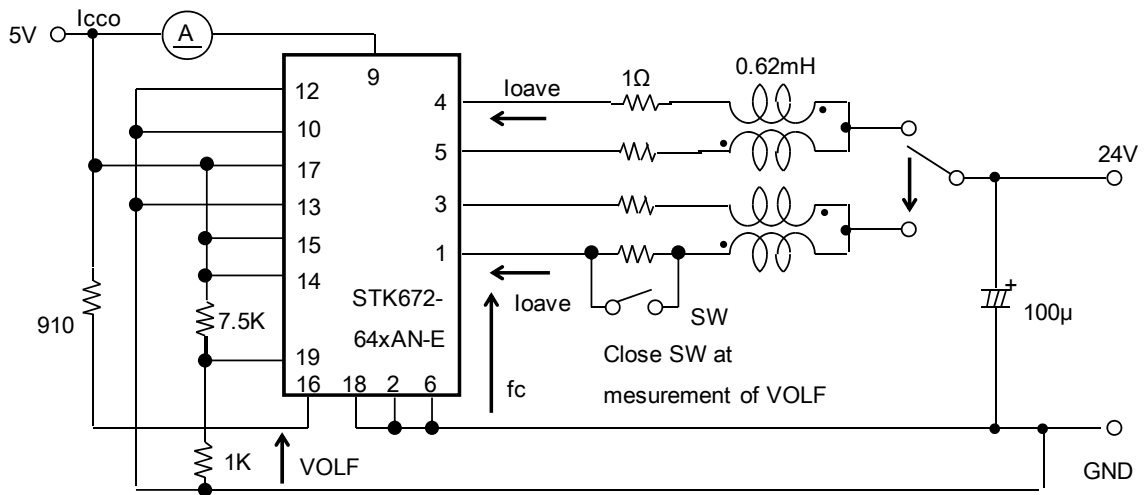 Icco
5V
A
9
12
10
17
13
15
14
19
16 18 2 6
4
5
3
1
STK672-
64xAN-E
Ioave
1Ω
0.62mH
24V
Ioave
SW
Close SW at
mesurement of VOLF
fc
100µ
+
910
7.5K
1K
VOLF
GND